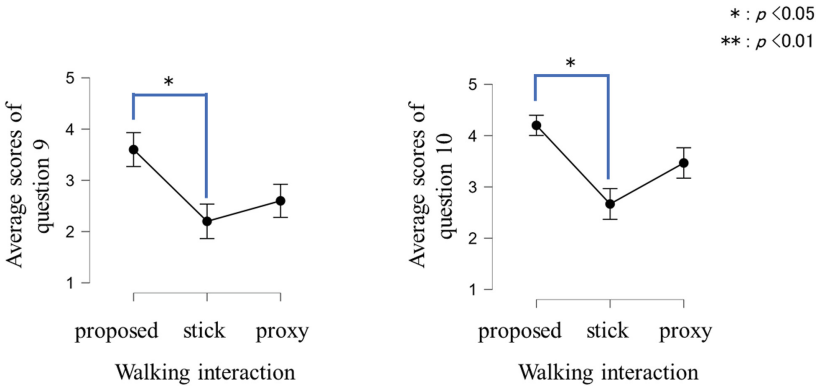 * : p <0.05
** : p <0.01
Average scores of
question 9
5
4
3
2
1
*
proposed stick proxy
Walking interaction
Average scores of
question 10
5
4
3
2
1
*
proposed stick proxy
Walking interaction